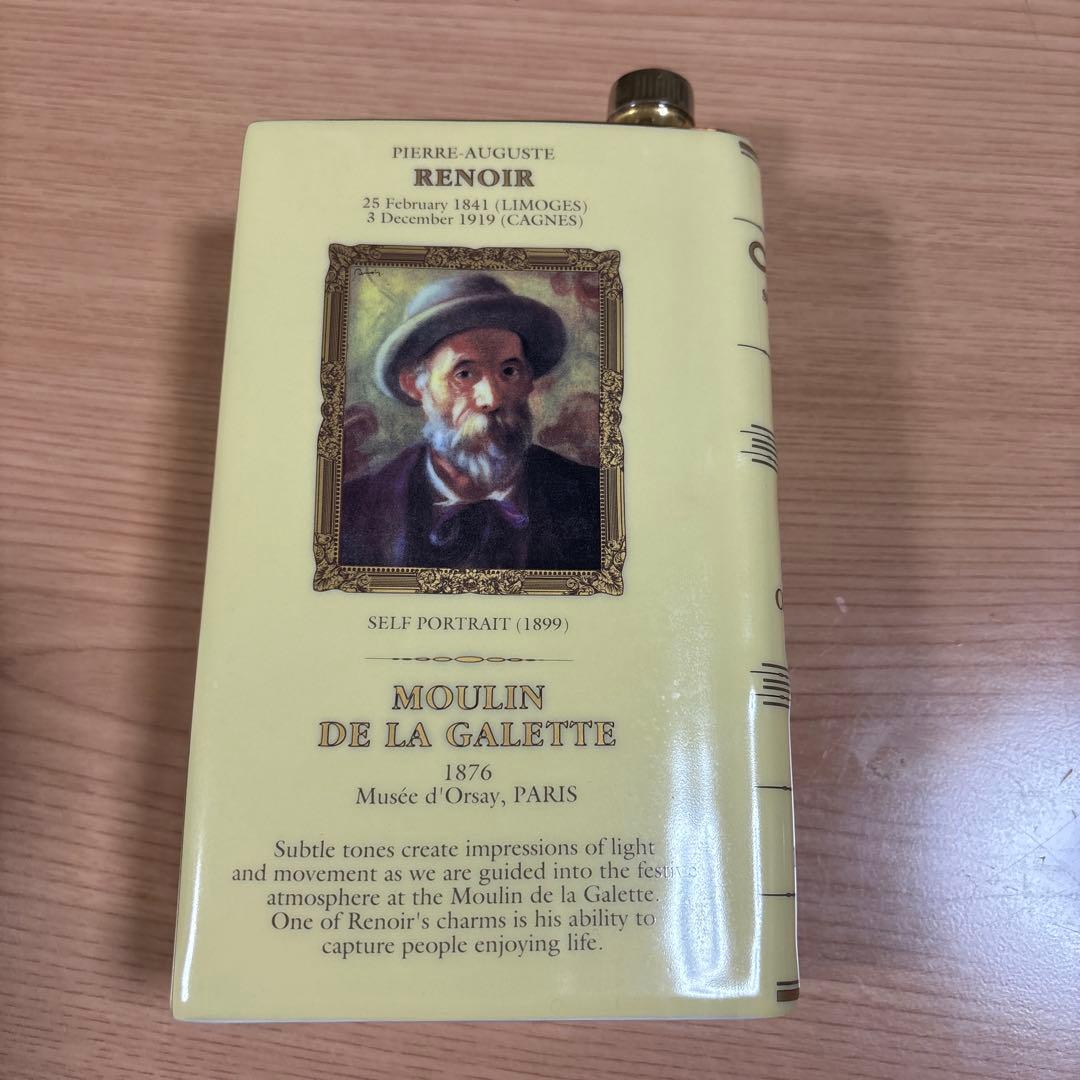 PIERRE-AUGUSTE
RENOIR
25 February 1841 (LIMOGES)
3 December 1919 (CAGNES)
SELF PORTRAIT (1899)
MOULIN
DE LA GALETTE
1876
Musée d'Orsay, PARIS
Subtle tones create impressions of light
and movement as we are guided into the festive
atmosphere at the Moulin de la Galette.
One of Renoir's charms is his ability to
capture people enjoying life.